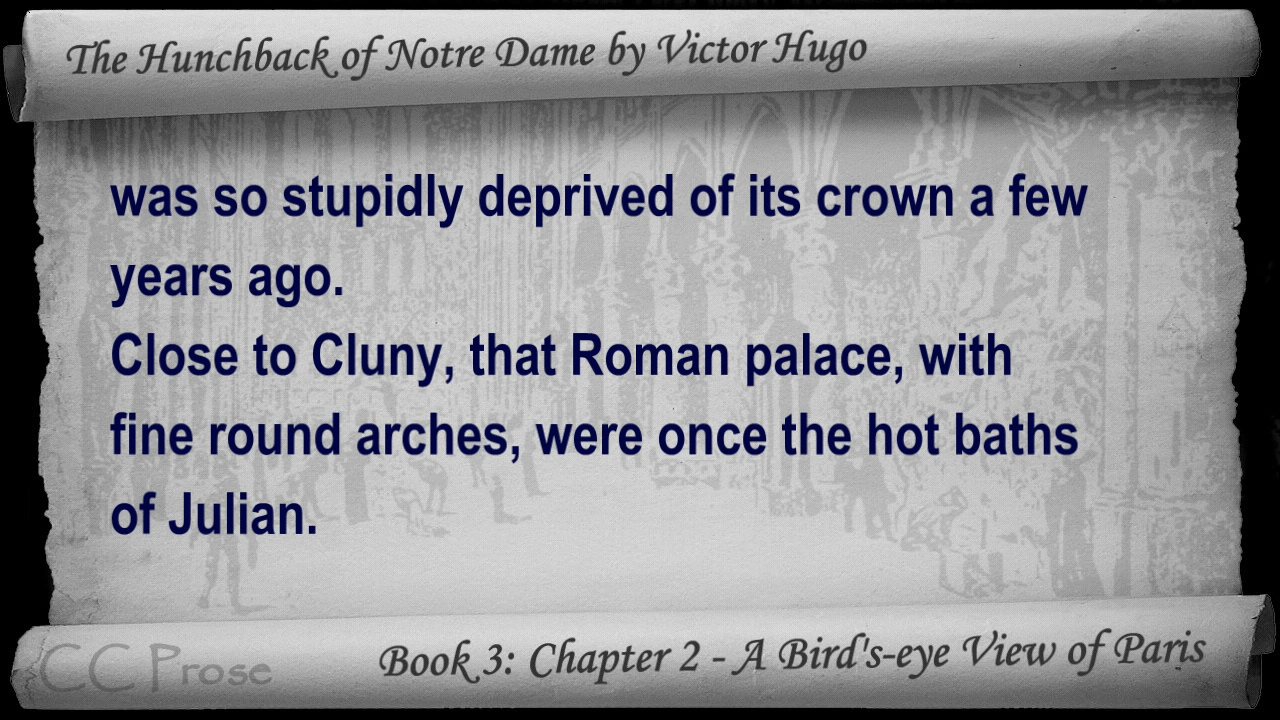 The Hunchback of Notre Dame by Victor Hugo
was so stupidly deprived of its crown a few
years ago.
Close to Cluny, that Roman palace, with
fine round arches, were once the hot baths
of Julian.
CC Prose
Book 3: Chapter 2 - A Bird's-eye View of Paris